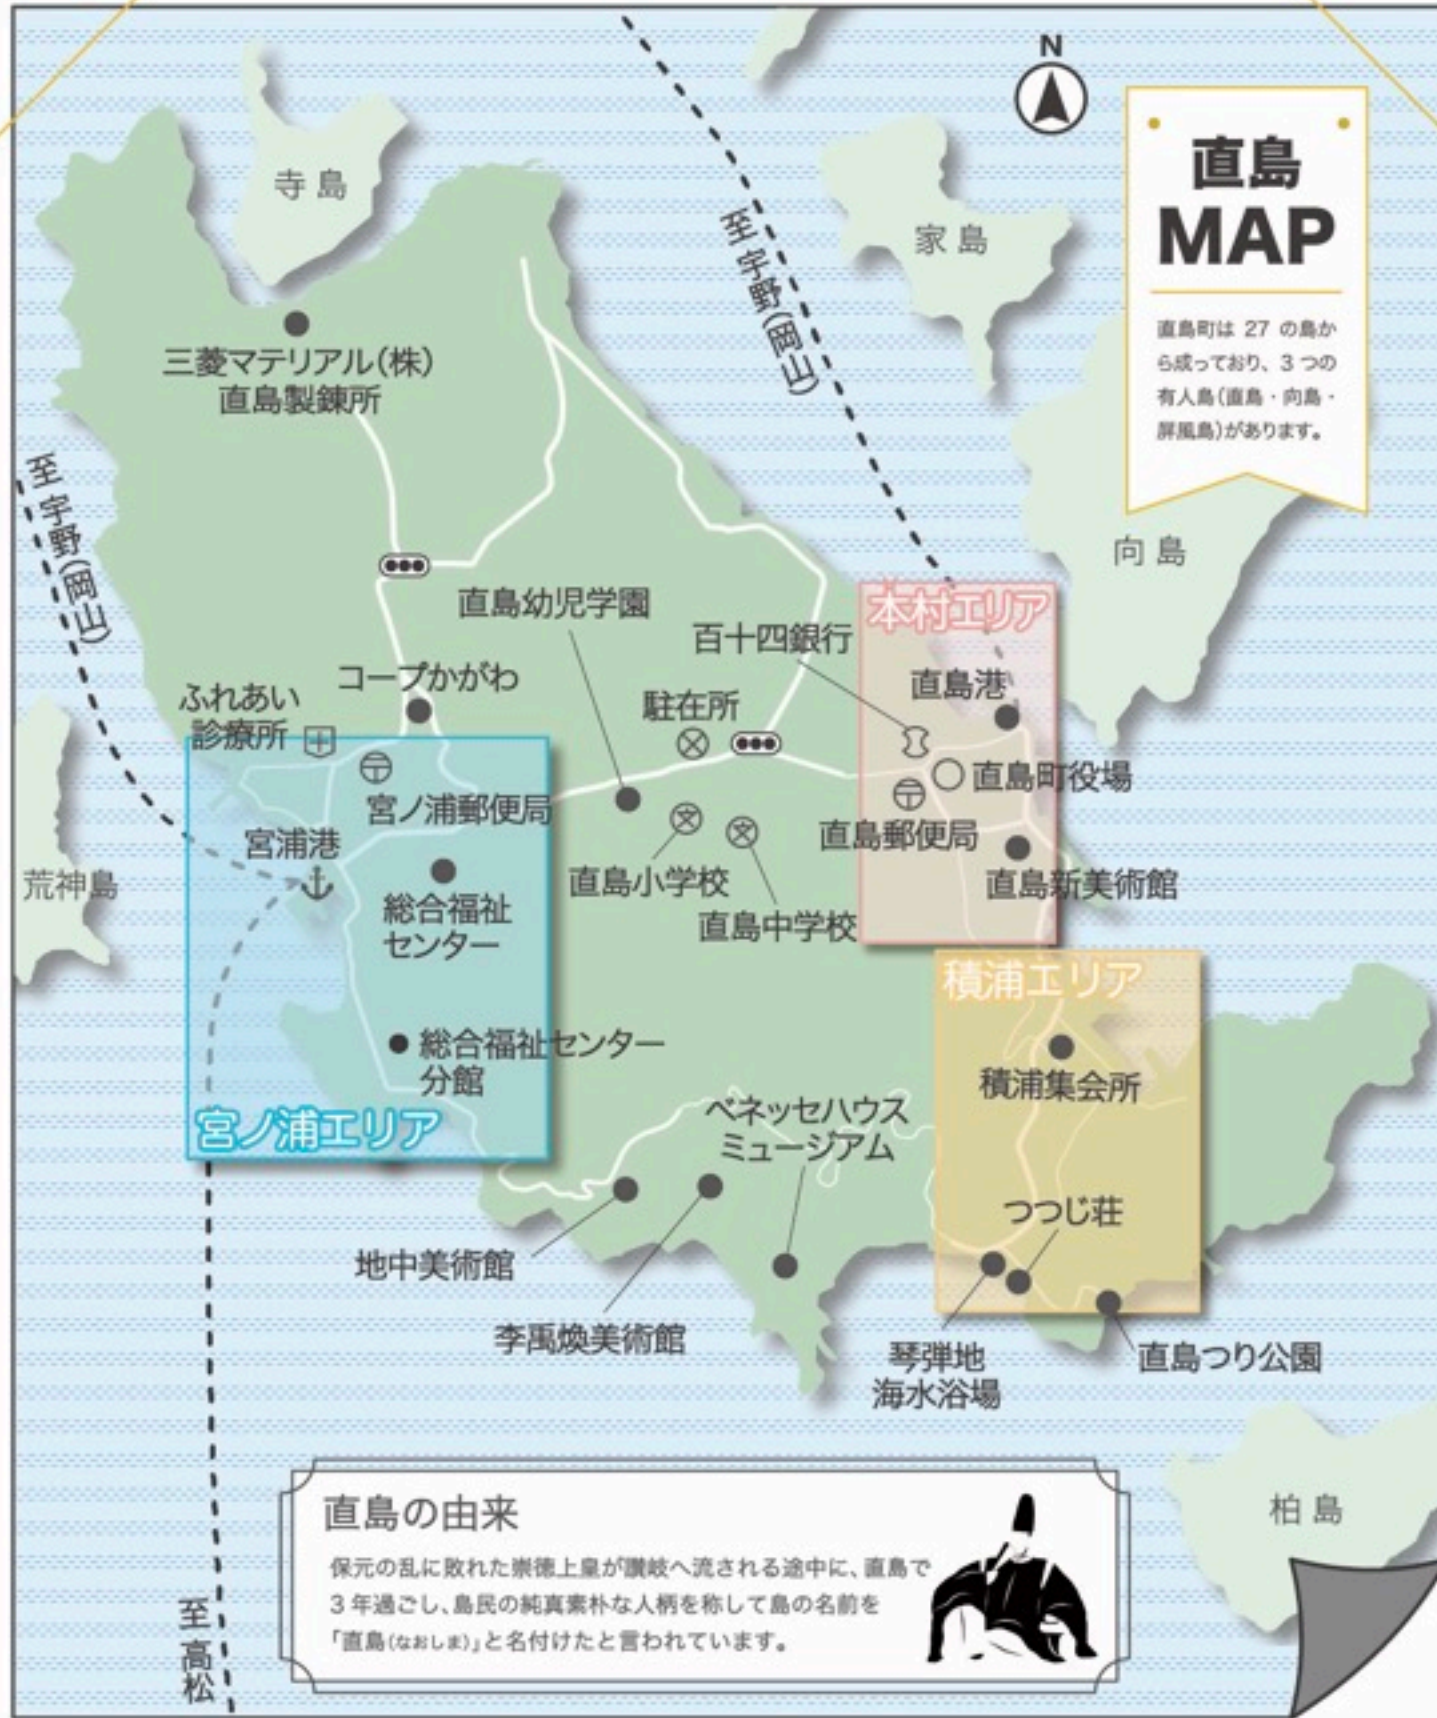 N
直島
MAP
直島町は 27 の島か
ら成っており、3 つの
有人島(直島・向島・
屏風島)があります。
寺島
家島
至 宇野(岡山)
三菱マテリアル(株)
直島製錬所
至 宇野(岡山)
向島
本村エリア
直島幼児学園
百十四銀行
コープかがわ
直島港
ふれあい
診療所
駐在所
直島町役場
宮ノ浦郵便局
直島郵便局
宮浦港
荒神島
直島小学校
直島新美術館
総合福祉
センター
直島中学校
積浦エリア
総合福祉センター
分館
積浦集会所
宮ノ浦エリア
ベネッセハウス
ミュージアム
つつじ荘
地中美術館
李禹煥美術館
琴弾地
海水浴場
直島つり公園
柏島
直島の由来
保元の乱に敗れた崇徳上皇が讃岐へ流される途中に、直島で
3 年過ごし、島民の純真素朴な人柄を称して島の名前を
「直島(なおしま)」と名付けたと言われています。
至 高松